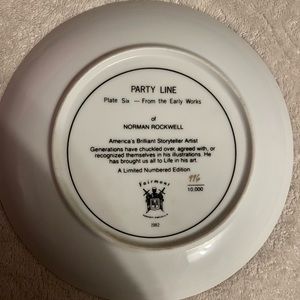 PARTY LINE
Plate Six — From the Early Works
of
NORMAN ROCKWELL
America's Brilliant Storyteller Artist
Generations have chuckled over, agreed with, or
recognized themselves in his illustrations. He
has brought us all to Life in his art.
A Limited Numbered Edition
996
10,000
Fairmont
1982